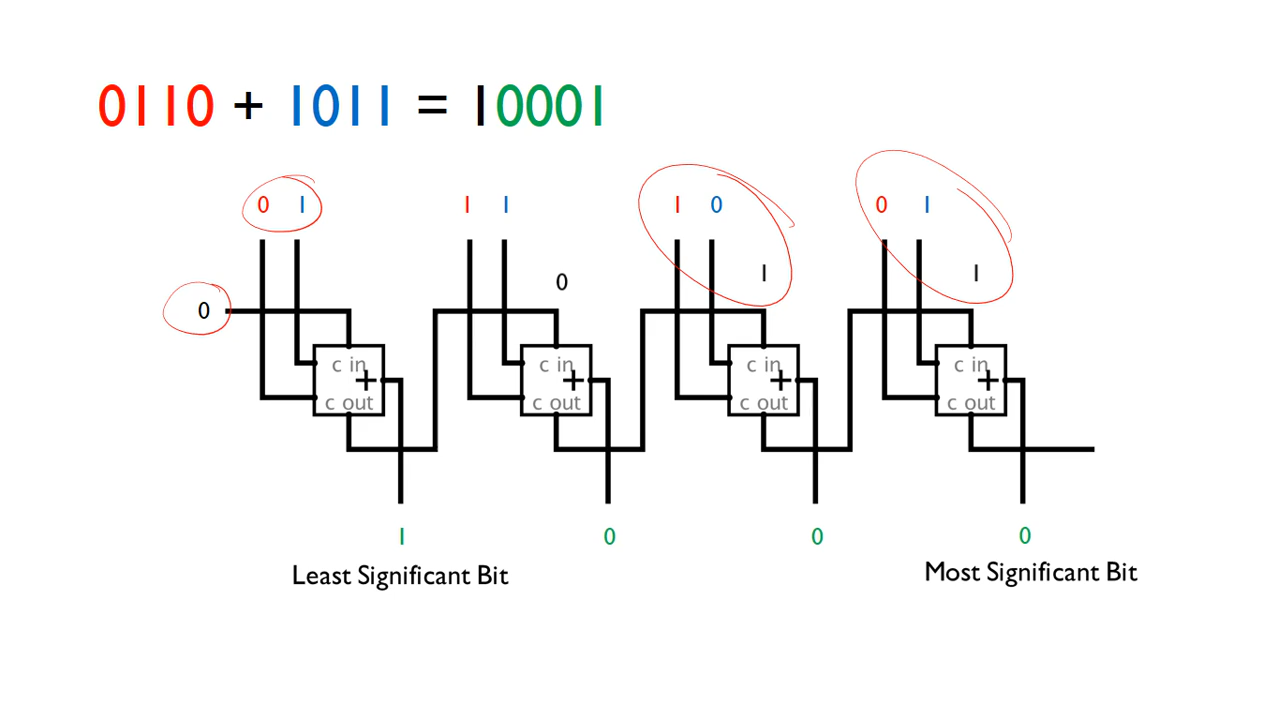 0110 + 1011 = 10001
0 1 1 1 1 0 0 1
0 1 1
0
c in c in c in c in
+ + + +
c out c out c out c out
1 0 0 0
Least Significant Bit Most Significant Bit